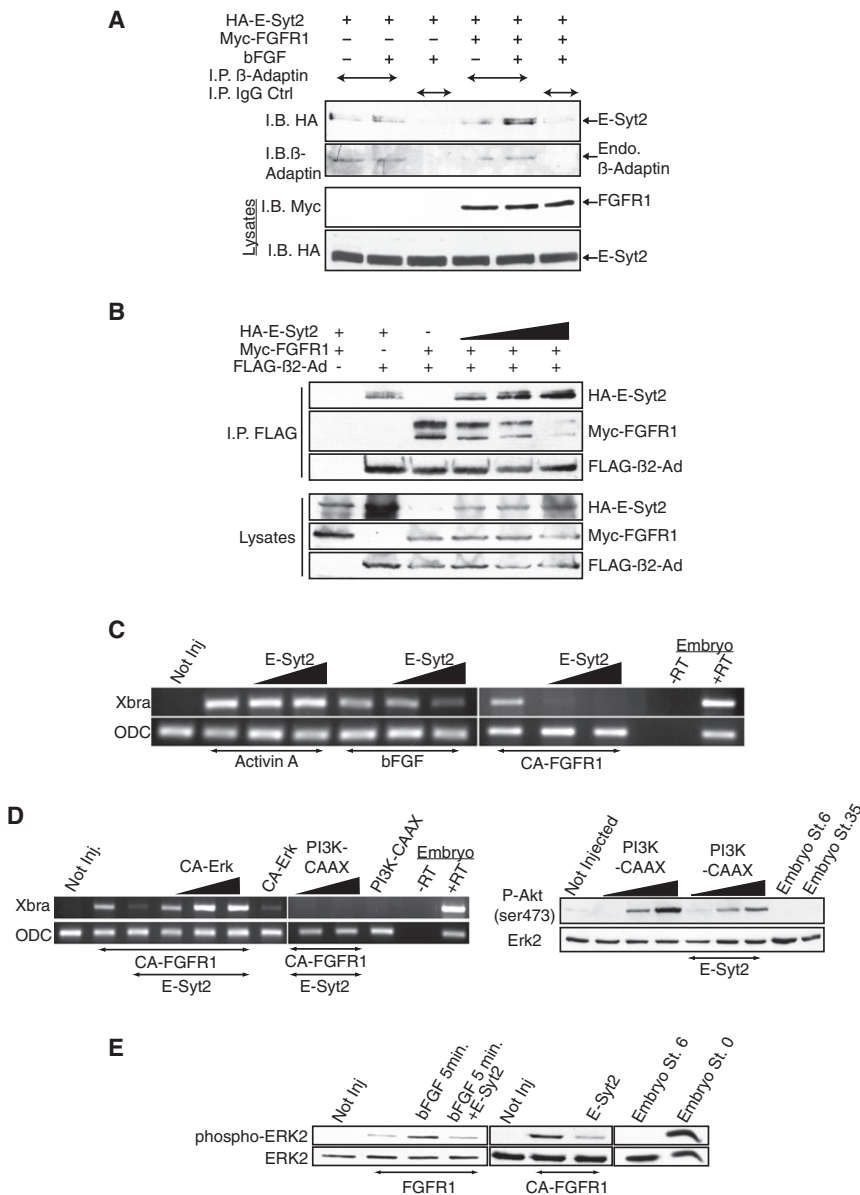 A
HA-E-Syt2 + + + + + +
Myc-FGFR1 – – – + + +
bFGF – + + – + +
I.P. ß-Adaptin
I.P. IgG Ctrl
I.B. HA
E-Syt2
I.B.ß-
Adaptin
Endo.
ß-Adaptin
Lysates
I.B. Myc
FGFR1
I.B. HA
E-Syt2
B
HA-E-Syt2 + + -
Myc-FGFR1 + - + + + +
FLAG-ß2-Ad - + + + + +
I.P. FLAG
HA-E-Syt2
Myc-FGFR1
FLAG-ß2-Ad
Lysates
HA-E-Syt2
Myc-FGFR1
FLAG-ß2-Ad
C
Not Inj
E-Syt2
E-Syt2
E-Syt2
Embryo
-RT
+RT
Xbra
ODC
Activin A
bFGF
CA-FGFR1
D
Not Inj.
CA-Erk
CA-Erk
PI3K-
CAAX
PI3K-CAAX
Embryo
-RT
+RT
Xbra
ODC
CA-FGFR1
E-Syt2
CA-FGFR1
E-Syt2
Not Injected
PI3K
-CAAX
PI3K
-CAAX
Embryo St.6
Embryo St.35
P-Akt
(ser473)
Erk2
E-Syt2
E
Not Inj
bFGF 5min.
bFGF 5 min.
+E-Syt2
Not Inj
E-Syt2
Embryo St. 6
Embryo St. 0
phospho-ERK2
ERK2
FGFR1
CA-FGFR1